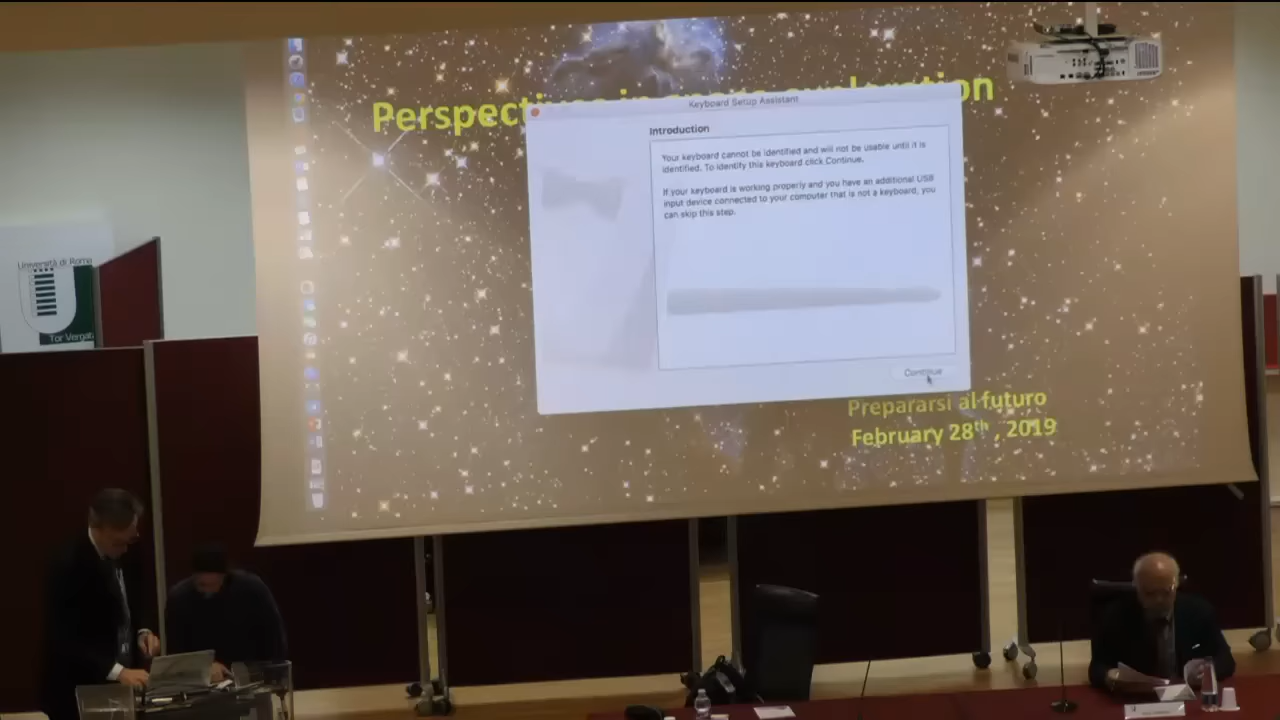 Perspecti
on
Keyboard Setup Assistant
Introduction
Your keyboard cannot be identified and will not be usable until it is
identified. To identify this keyboard click Continue.
If your keyboard is working properly and you have an additional USB
input device connected to your computer that is not a keyboard, you
can skip this step.
Continue
Prepararsi al futuro
February 28th, 2019
Università di Roma
Tor Vergata